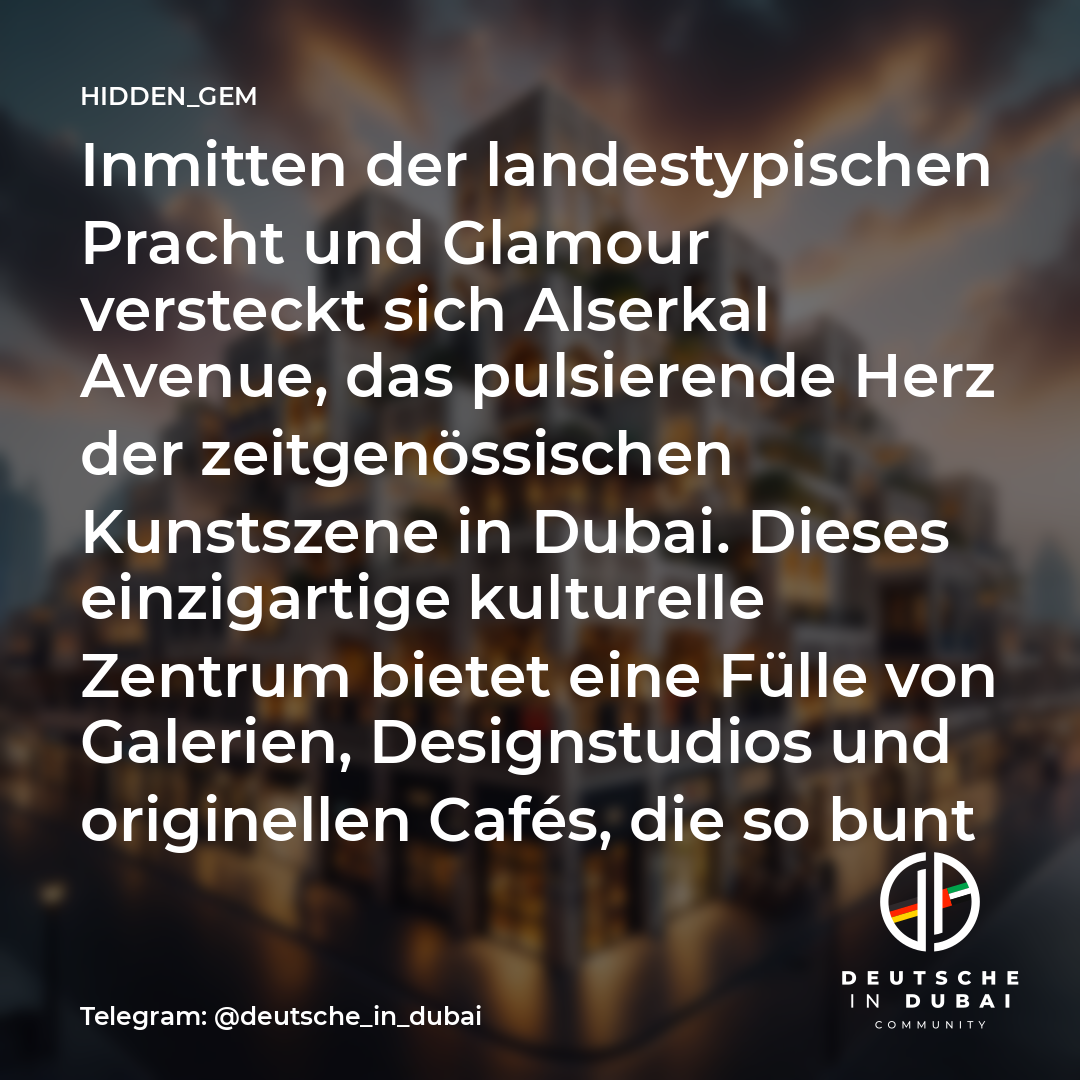 HIDDEN_GEM
Inmitten der landestypischen
Pracht und Glamour
versteckt sich Alserkal
Avenue, das pulsierende Herz
der zeitgenössischen
Kunstszene in Dubai. Dieses
einzigartige kulturelle
Zentrum bietet eine Fülle von
Galerien, Designstudios und
originellen Cafés, die so bunt
DEUTSCHE
IN DUBAI
COMMUNITY
Telegram: @deutsche_in_dubai